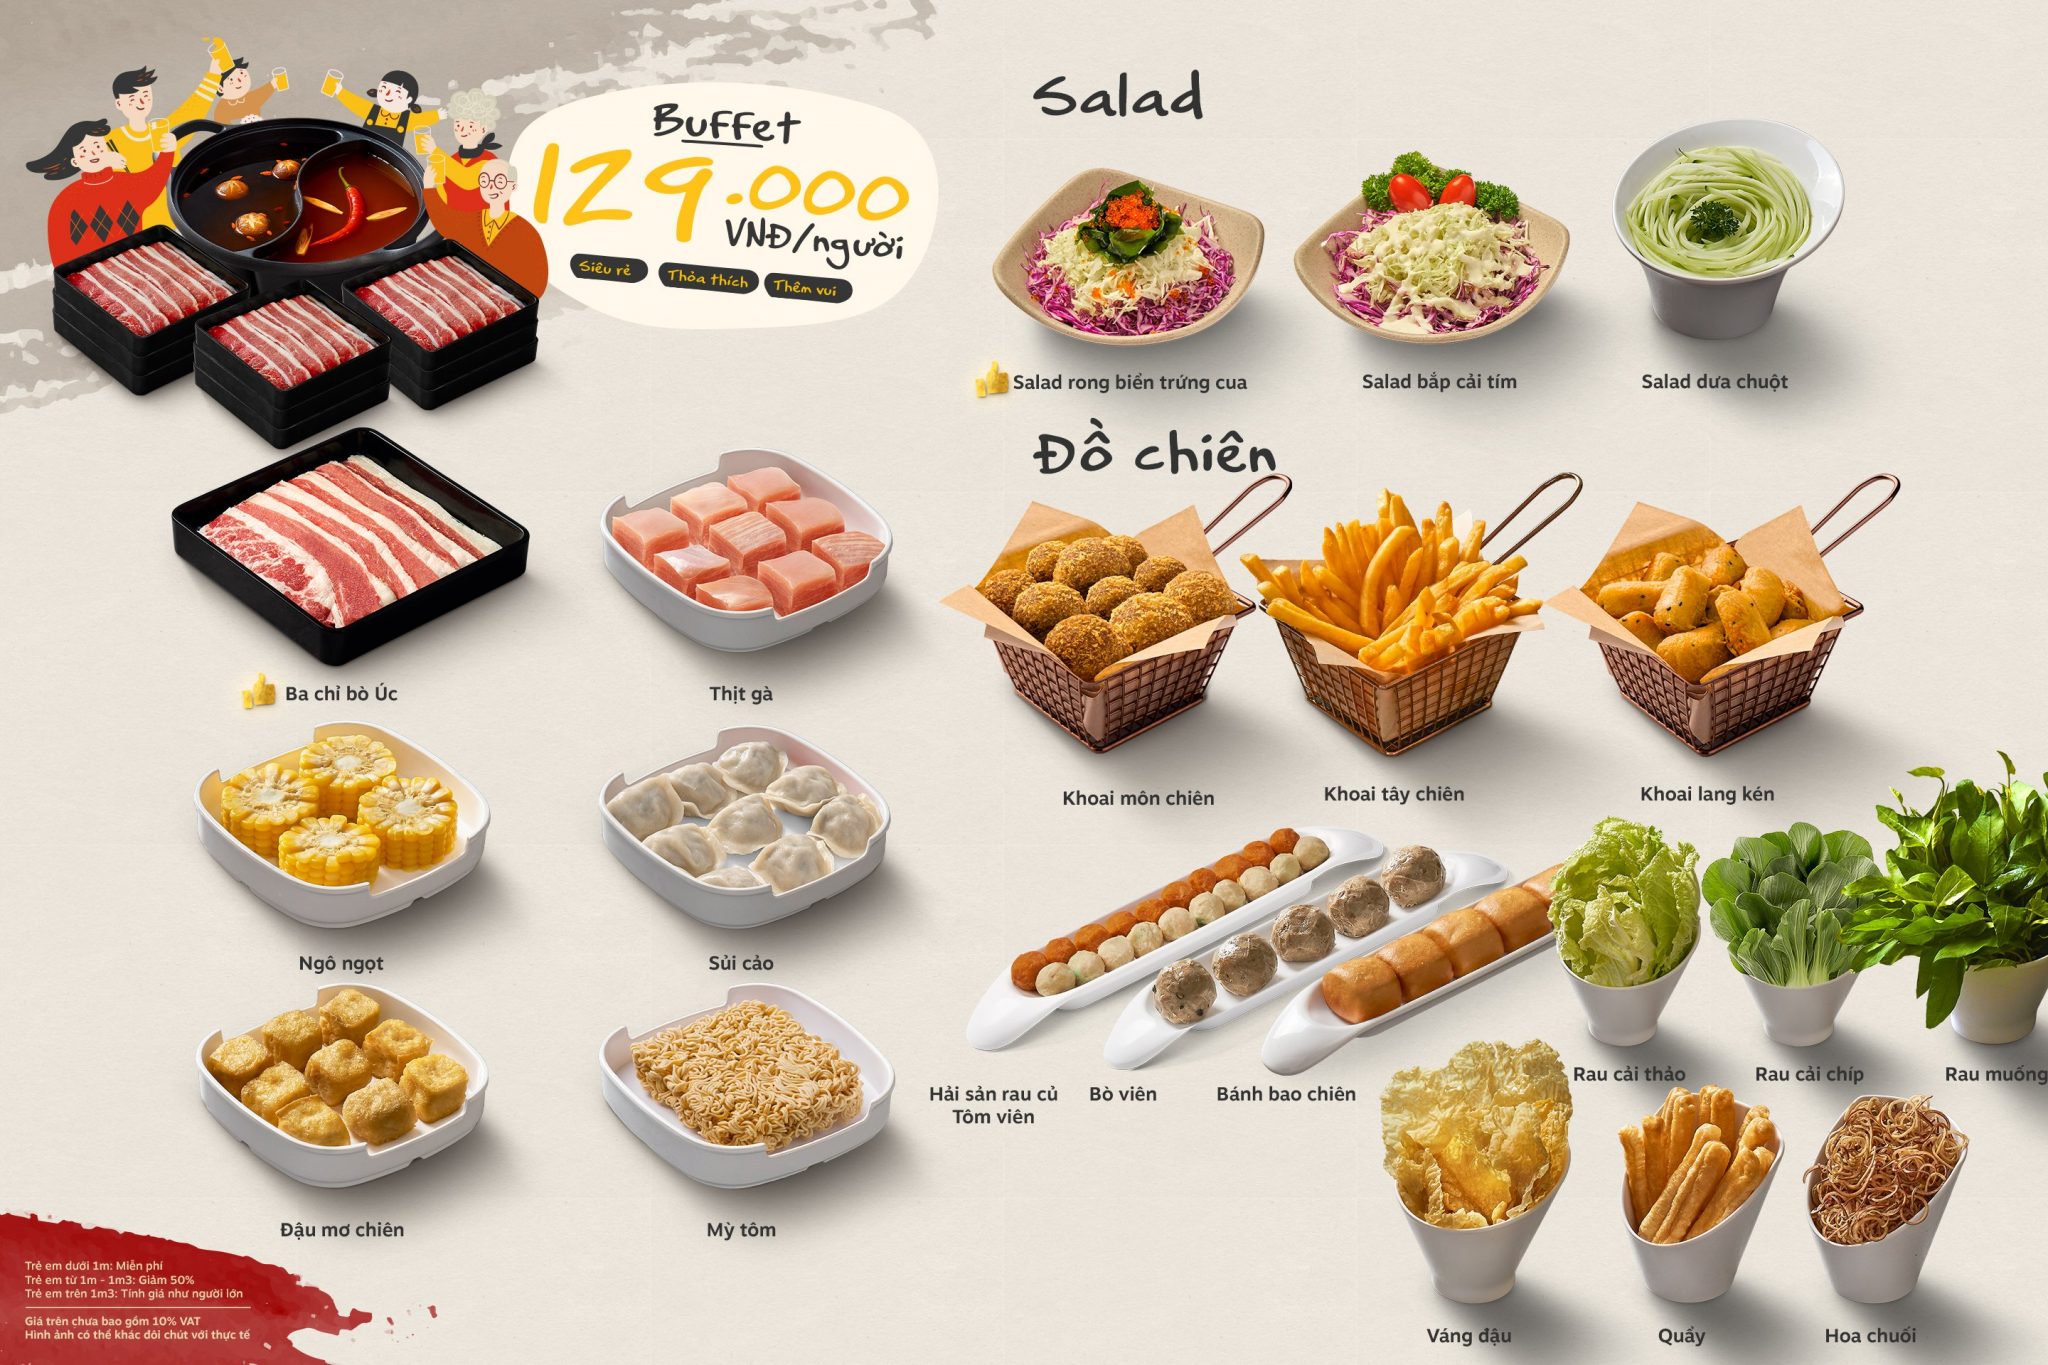 Buffet
129.000
VNĐ/người
Siêu rẻ
Thỏa thích
Thêm vui
Ba chỉ bò Úc
Thịt gà
Ngô ngọt
Sủi cảo
Đậu mơ chiên
Mỳ tôm
Trẻ em dưới 1m: Miễn phí
Trẻ em từ 1m - 1m3: Giảm 50%
Trẻ em trên 1m3: Tính giá như người lớn
Giá trên chưa bao gồm 10% VAT
Hình ảnh có thể khác đôi chút với thực tế
Salad
Salad rong biển trứng cua
Salad bắp cải tím
Salad dưa chuột
Đồ chiên
Khoai môn chiên
Khoai tây chiên
Khoai lang kén
Hải sản rau củ
Tôm viên
Bò viên
Bánh bao chiên
Rau cải thảo
Rau cải chíp
Rau muống
Váng đậu
Quẩy
Hoa chuối